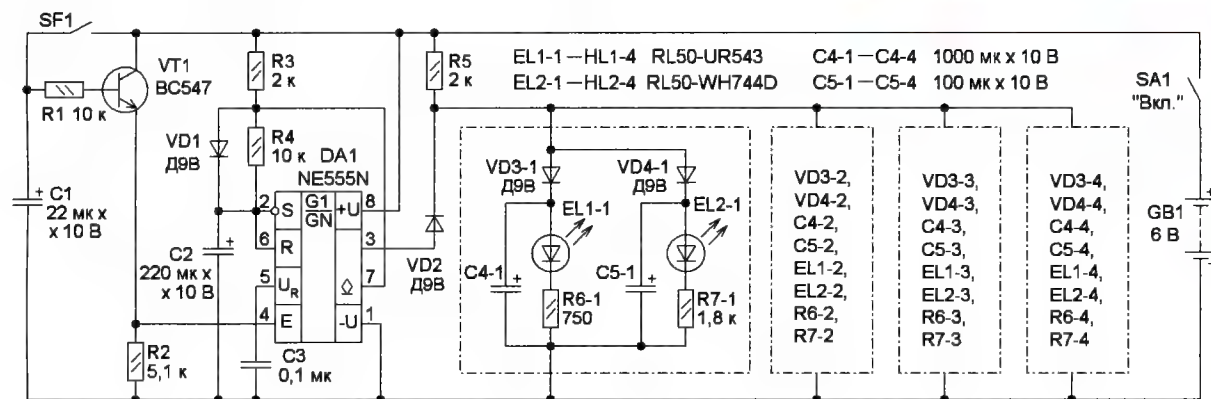 SF1
VT1
BC547
R1 10 к
C1
22 мк
x 10 В
R2
5,1 к
R3
2 к
VD1
Д9В
R4
10 к
C2
220 мк x
x 10 В
C3
0,1 мк
DA1
NE555N
2 S G1 +U 8
GN
6 R 3
5 UR 7
4 E -U 1
R5
2 к
VD2
Д9В
EL1-1—HL1-4 RL50-UR543 C4-1—C4-4 1000 мк x 10 В
EL2-1—HL2-4 RL50-WH744D C5-1—C5-4 100 мк x 10 В
VD3-1
Д9В
VD4-1
Д9В
EL1-1
EL2-1
C4-1
C5-1
R6-1
750
R7-1
1,8 к
VD3-2,
VD4-2,
C4-2,
C5-2,
EL1-2,
EL2-2,
R6-2,
R7-2
VD3-3,
VD4-3,
C4-3,
C5-3,
EL1-3,
EL2-3,
R6-3,
R7-3
VD3-4,
VD4-4,
C4-4,
C5-4,
EL1-4,
EL2-4,
R6-4,
R7-4
SA1
"Вкл."
GB1
6 В